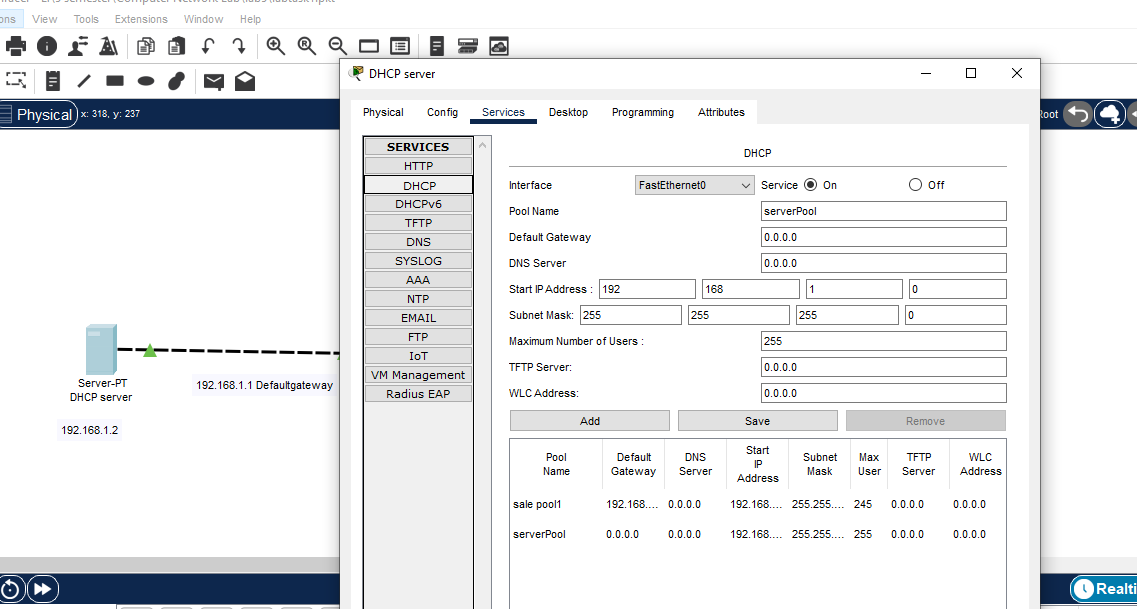 ons View Tools Extensions Window Help
DHCP server
Physical x: 318, y: 237
Root
Physical Config Services Desktop Programming Attributes
SERVICES
HTTP
DHCP
DHCPv6
TFTP
DNS
SYSLOG
AAA
NTP
EMAIL
FTP
IoT
VM Management
Radius EAP
DHCP
Interface FastEthernet0 Service On Off
Pool Name serverPool
Default Gateway 0.0.0.0
DNS Server 0.0.0.0
Start IP Address : 192 168 1 0
Subnet Mask: 255 255 255 0
Maximum Number of Users : 255
TFTP Server: 0.0.0.0
WLC Address: 0.0.0.0
Add Save Remove
Pool Name Default Gateway DNS Server Start IP Address Subnet Mask Max User TFTP Server WLC Address
sale pool1 192.168.... 0.0.0.0 192.168.... 255.255.... 245 0.0.0.0 0.0.0.0
serverPool 0.0.0.0 0.0.0.0 192.168.... 255.255.... 255 0.0.0.0 0.0.0.0
Server-PT
DHCP server
192.168.1.1 Defaultgateway
192.168.1.2
Realti